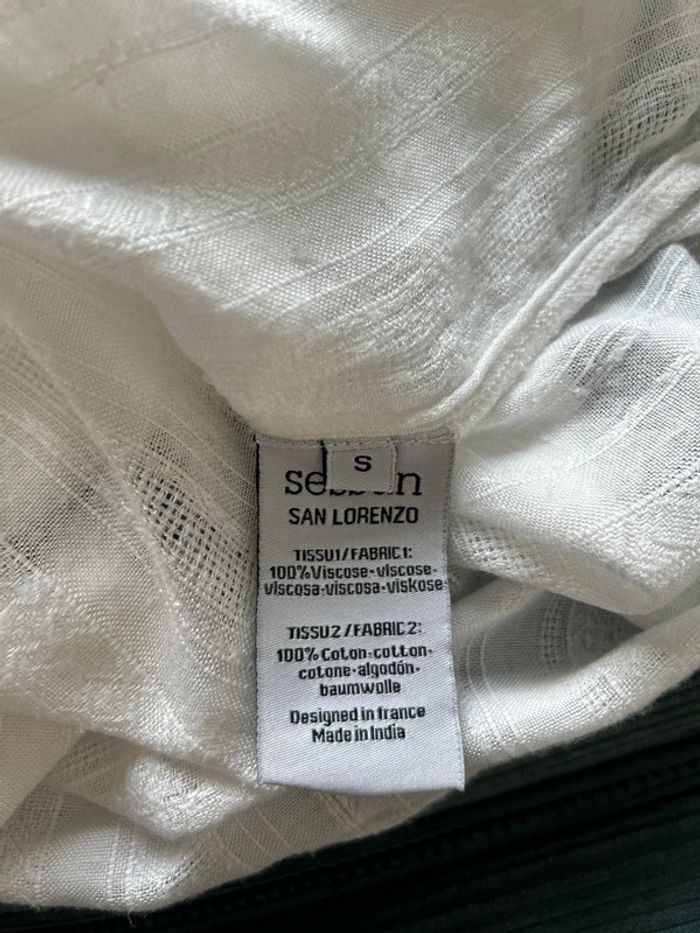 S
SAN LORENZO
TISSU1/FABRIC1:
100%Viscose-viscose-
viscosa-viscosa-viskose
TISSU2/FABRIC2:
100% Coton-cotton-
cotone-algodón-
baumwolle
Designed in france
Made in India